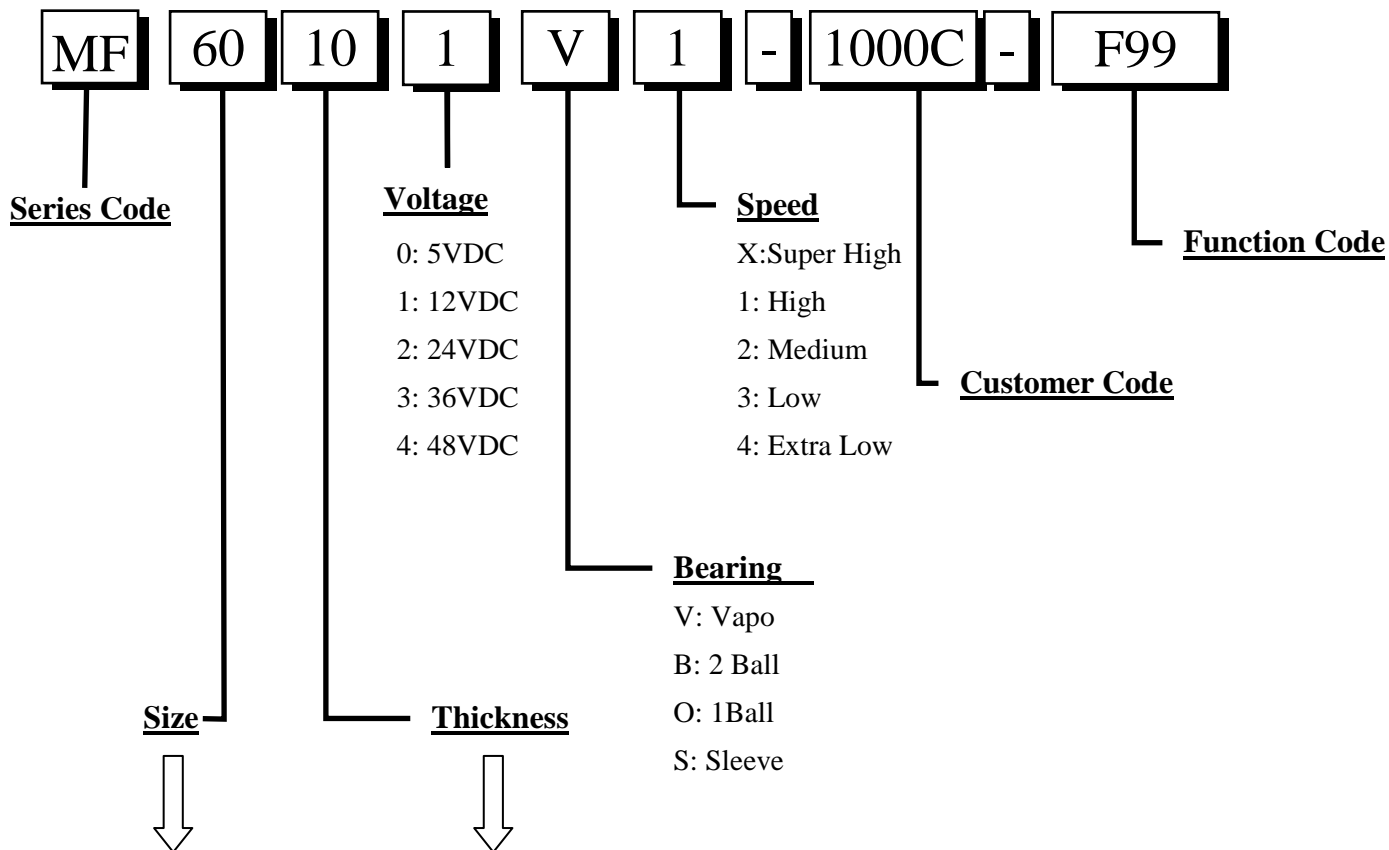 MF 60 10 1 V 1 - 1000C - F99
Series Code
Voltage
0: 5VDC
1: 12VDC
2: 24VDC
3: 36VDC
4: 48VDC
Speed
X:Super High
1: High
2: Medium
3: Low
4: Extra Low
Function Code
Customer Code
Bearing
V: Vapo
B: 2 Ball
O: 1Ball
S: Sleeve
Size
Thickness